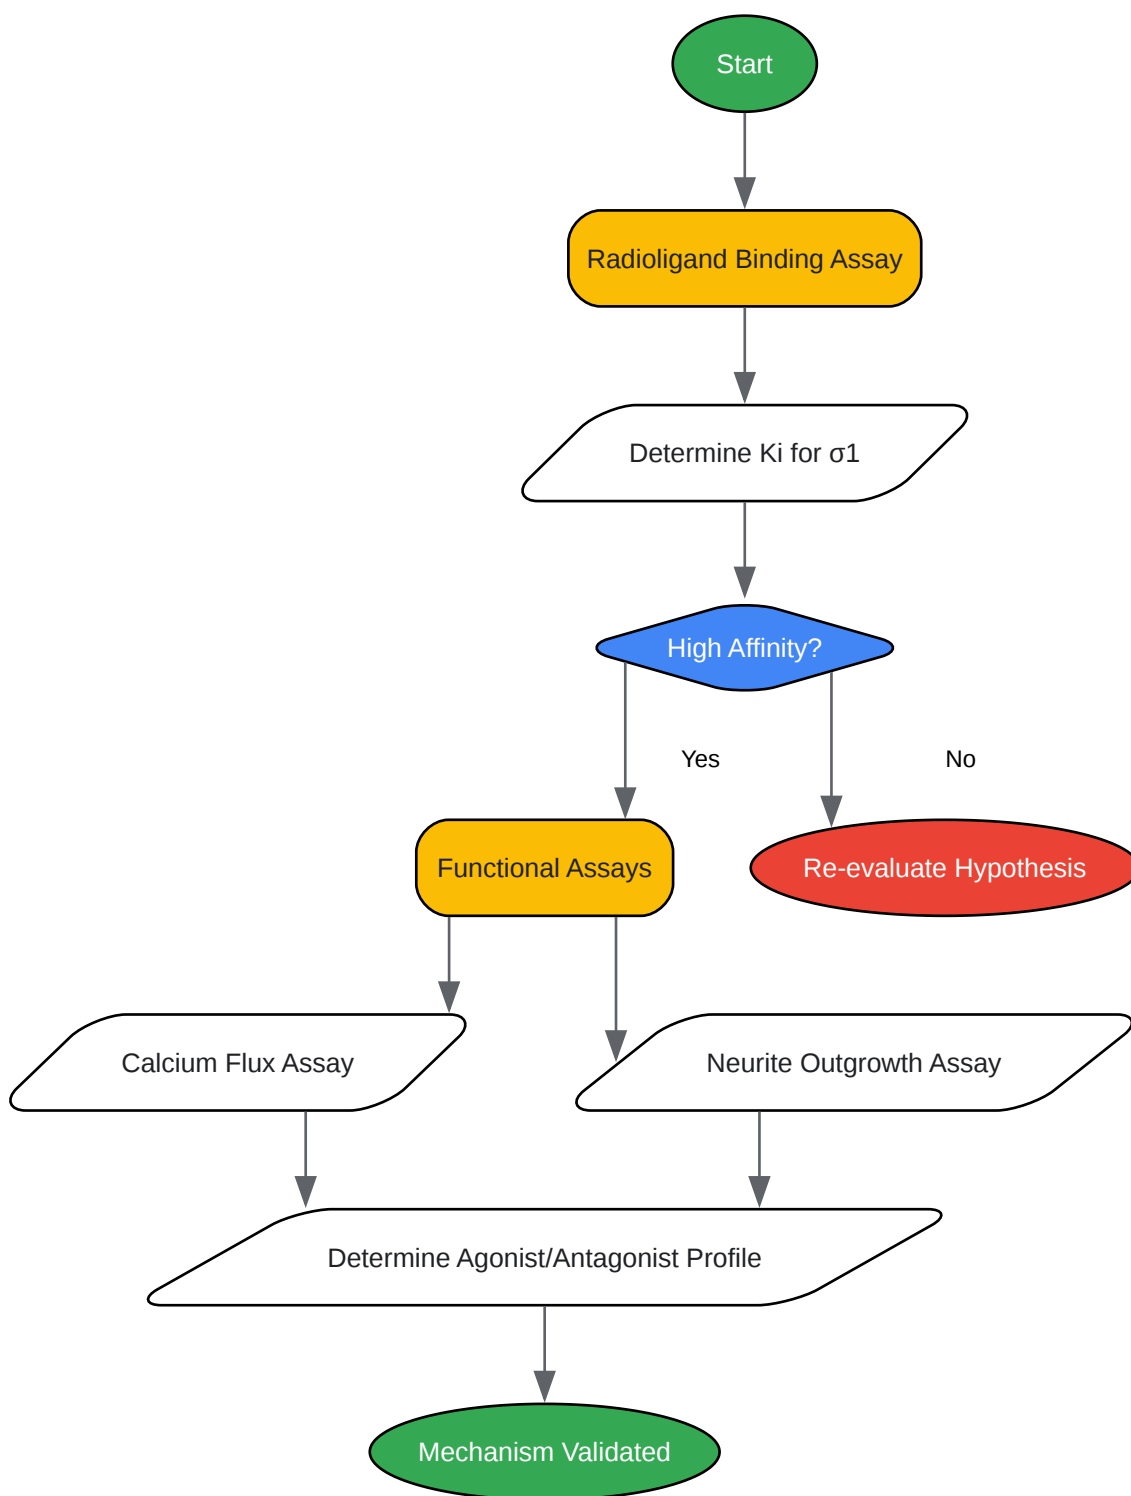 Start
Radioligand Binding Assay
Determine Ki for σ1
High Affinity?
Yes
No
Functional Assays
Re-evaluate Hypothesis
Calcium Flux Assay
Neurite Outgrowth Assay
Determine Agonist/Antagonist Profile
Mechanism Validated